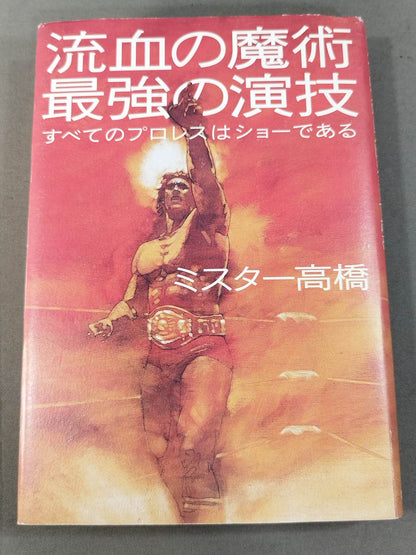 流血の魔術
最強の演技
すべてのプロレスはショーである
ミスター高橋